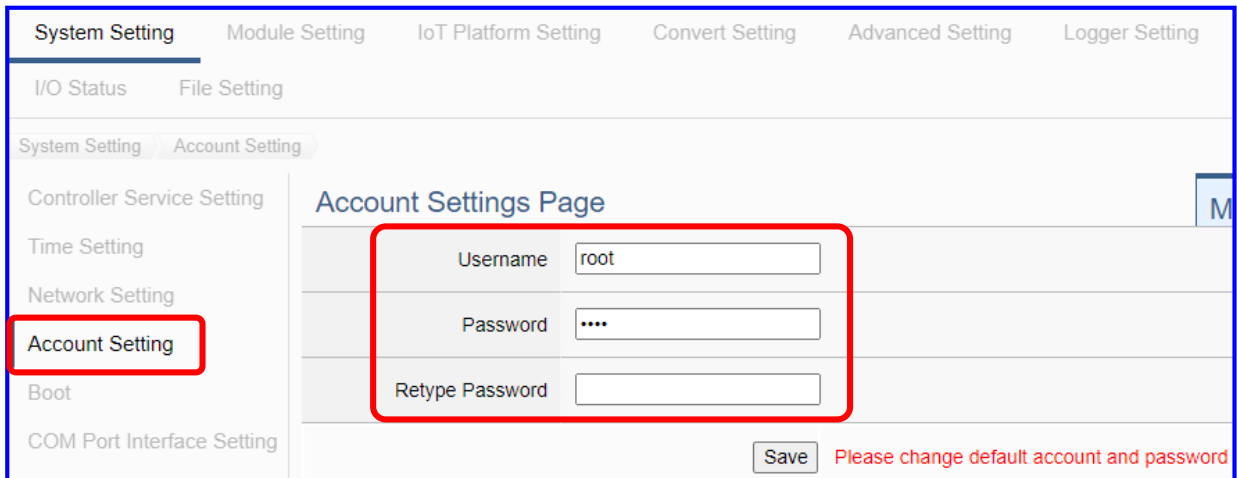 System Setting Module Setting IoT Platform Setting Convert Setting Advanced Setting Logger Setting
I/O Status File Setting
System Setting Account Setting
Controller Service Setting
Time Setting
Network Setting
Account Setting
Boot
COM Port Interface Setting
Account Settings Page
M
Username root
Password ••••
Retype Password
Save Please change default account and password